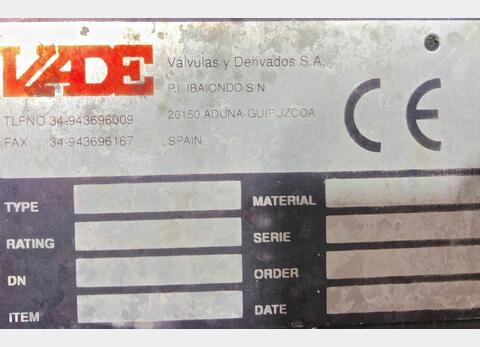 VADE
Válvulas y Derivados S.A.
P.I. IBAIONDO S/N
TLFNO 34-943696009
20150 ADUNA-GUIPUZCOA
FAX 34-943696167
SPAIN
CE
TYPE
MATERIAL
RATING
SERIE
DN
ORDER
ITEM
DATE